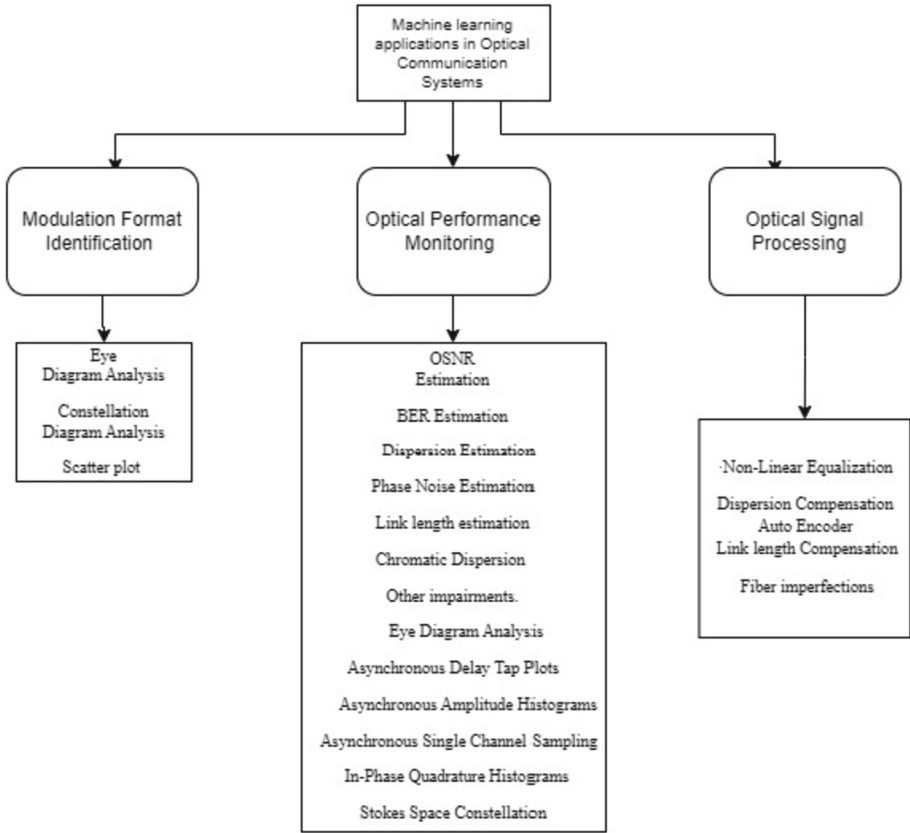 Machine learning
applications in Optical
Communication
Systems
Modulation Format
Identification
Optical Performance
Monitoring
Optical Signal
Processing
Eye
Diagram Analysis
Constellation
Diagram Analysis
Scatter plot
OSNR
Estimation
BER Estimation
Dispersion Estimation
Phase Noise Estimation
Link length estimation
Chromatic Dispersion
Other impairments.
Eye Diagram Analysis
Asynchronous Delay Tap Plots
Asynchronous Amplitude Histograms
Asynchronous Single Channel Sampling
In-Phase Quadrature Histograms
Stokes Space Constellation
·Non-Linear Equalization
Dispersion Compensation
Auto Encoder
Link length Compensation
Fiber imperfections